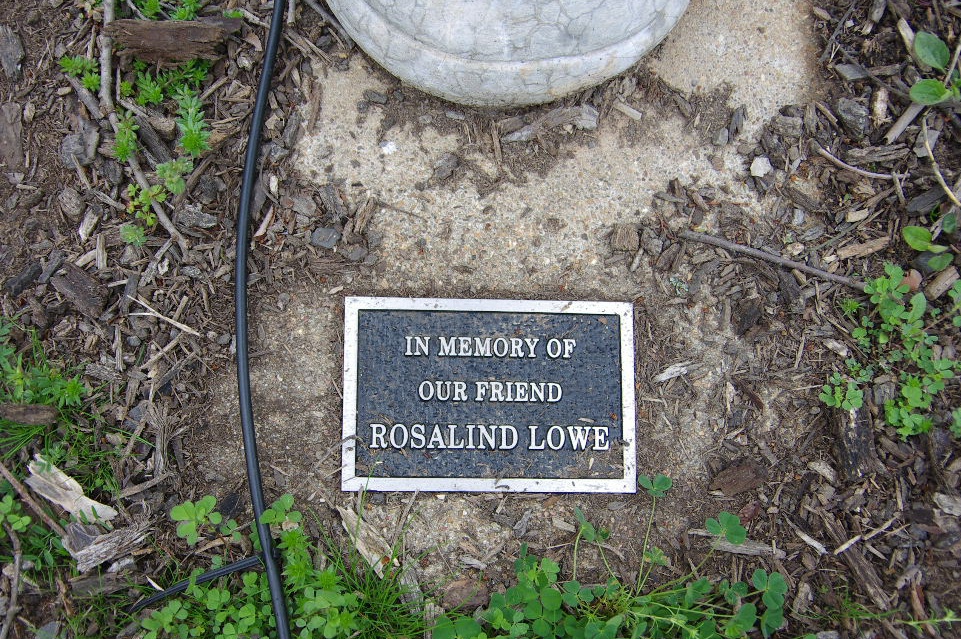 IN MEMORY OF
OUR FRIEND
ROSALIND LOWE